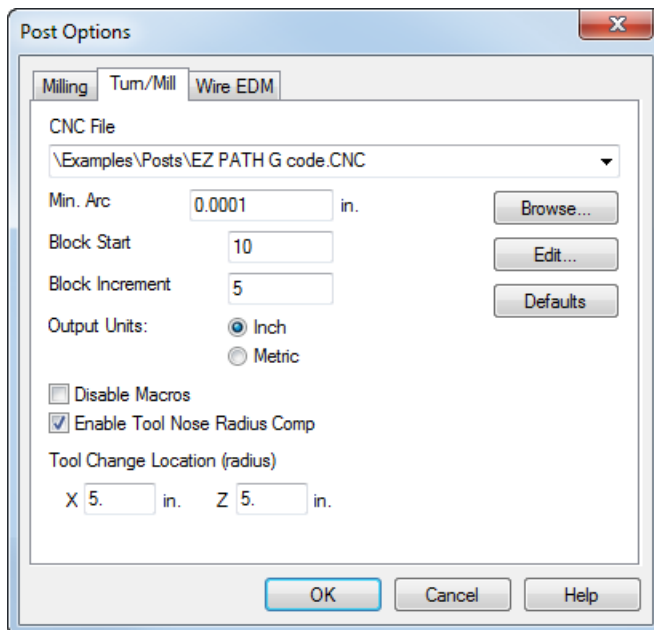 Post Options
Milling Turn/Mill Wire EDM
CNC File
\Examples\Posts\EZ PATH G code.CNC
Min. Arc 0.0001 in. Browse...
Block Start 10 Edit...
Block Increment 5 Defaults
Output Units: Inch
Metric
Disable Macros
Enable Tool Nose Radius Comp
Tool Change Location (radius)
X 5. in. Z 5. in.
OK Cancel Help